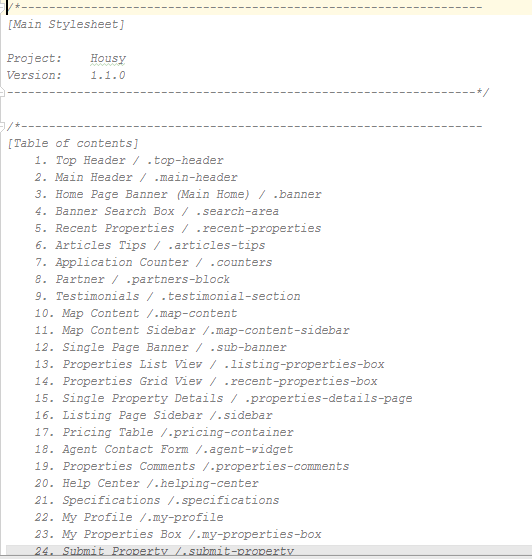 /*------------------------------------------------------------------
[Main Stylesheet]
Project:    Housy
Version:    1.1.0
-------------------------------------------------------------------*/
/*------------------------------------------------------------------
[Table of contents]
1. Top Header / .top-header
2. Main Header / .main-header
3. Home Page Banner (Main Home) / .banner
4. Banner Search Box / .search-area
5. Recent Properties / .recent-properties
6. Articles Tips / .articles-tips
7. Application Counter / .counters
8. Partner / .partners-block
9. Testimonials / .testimonial-section
10. Map Content /.map-content
11. Map Content Sidebar /.map-content-sidebar
12. Single Page Banner / .sub-banner
13. Properties List View / .listing-properties-box
14. Properties Grid View / .recent-properties-box
15. Single Property Details / .properties-details-page
16. Listing Page Sidebar /.sidebar
17. Pricing Table /.pricing-container
18. Agent Contact Form /.agent-widget
19. Properties Comments /.properties-comments
20. Help Center /.helping-center
21. Specifications /.specifications
22. My Profile /.my-profile
23. My Properties Box /.my-properties-box
24. Submit Property /.submit-property